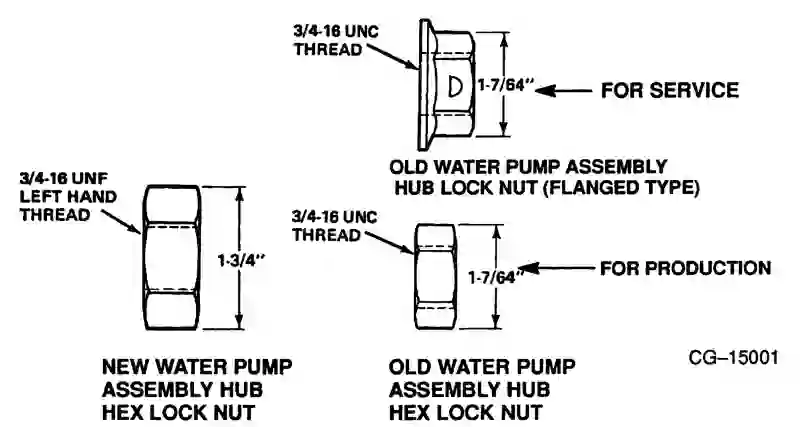 3/4-16 UNC
THREAD
D
1-7/64"
FOR SERVICE
OLD WATER PUMP ASSEMBLY
HUB LOCK NUT (FLANGED TYPE)
3/4-16 UNF
LEFT HAND
THREAD
1-3/4"
NEW WATER PUMP
ASSEMBLY HUB
HEX LOCK NUT
3/4-16 UNC
THREAD
1-7/64"
FOR PRODUCTION
OLD WATER PUMP
ASSEMBLY HUB
HEX LOCK NUT
CG–15001